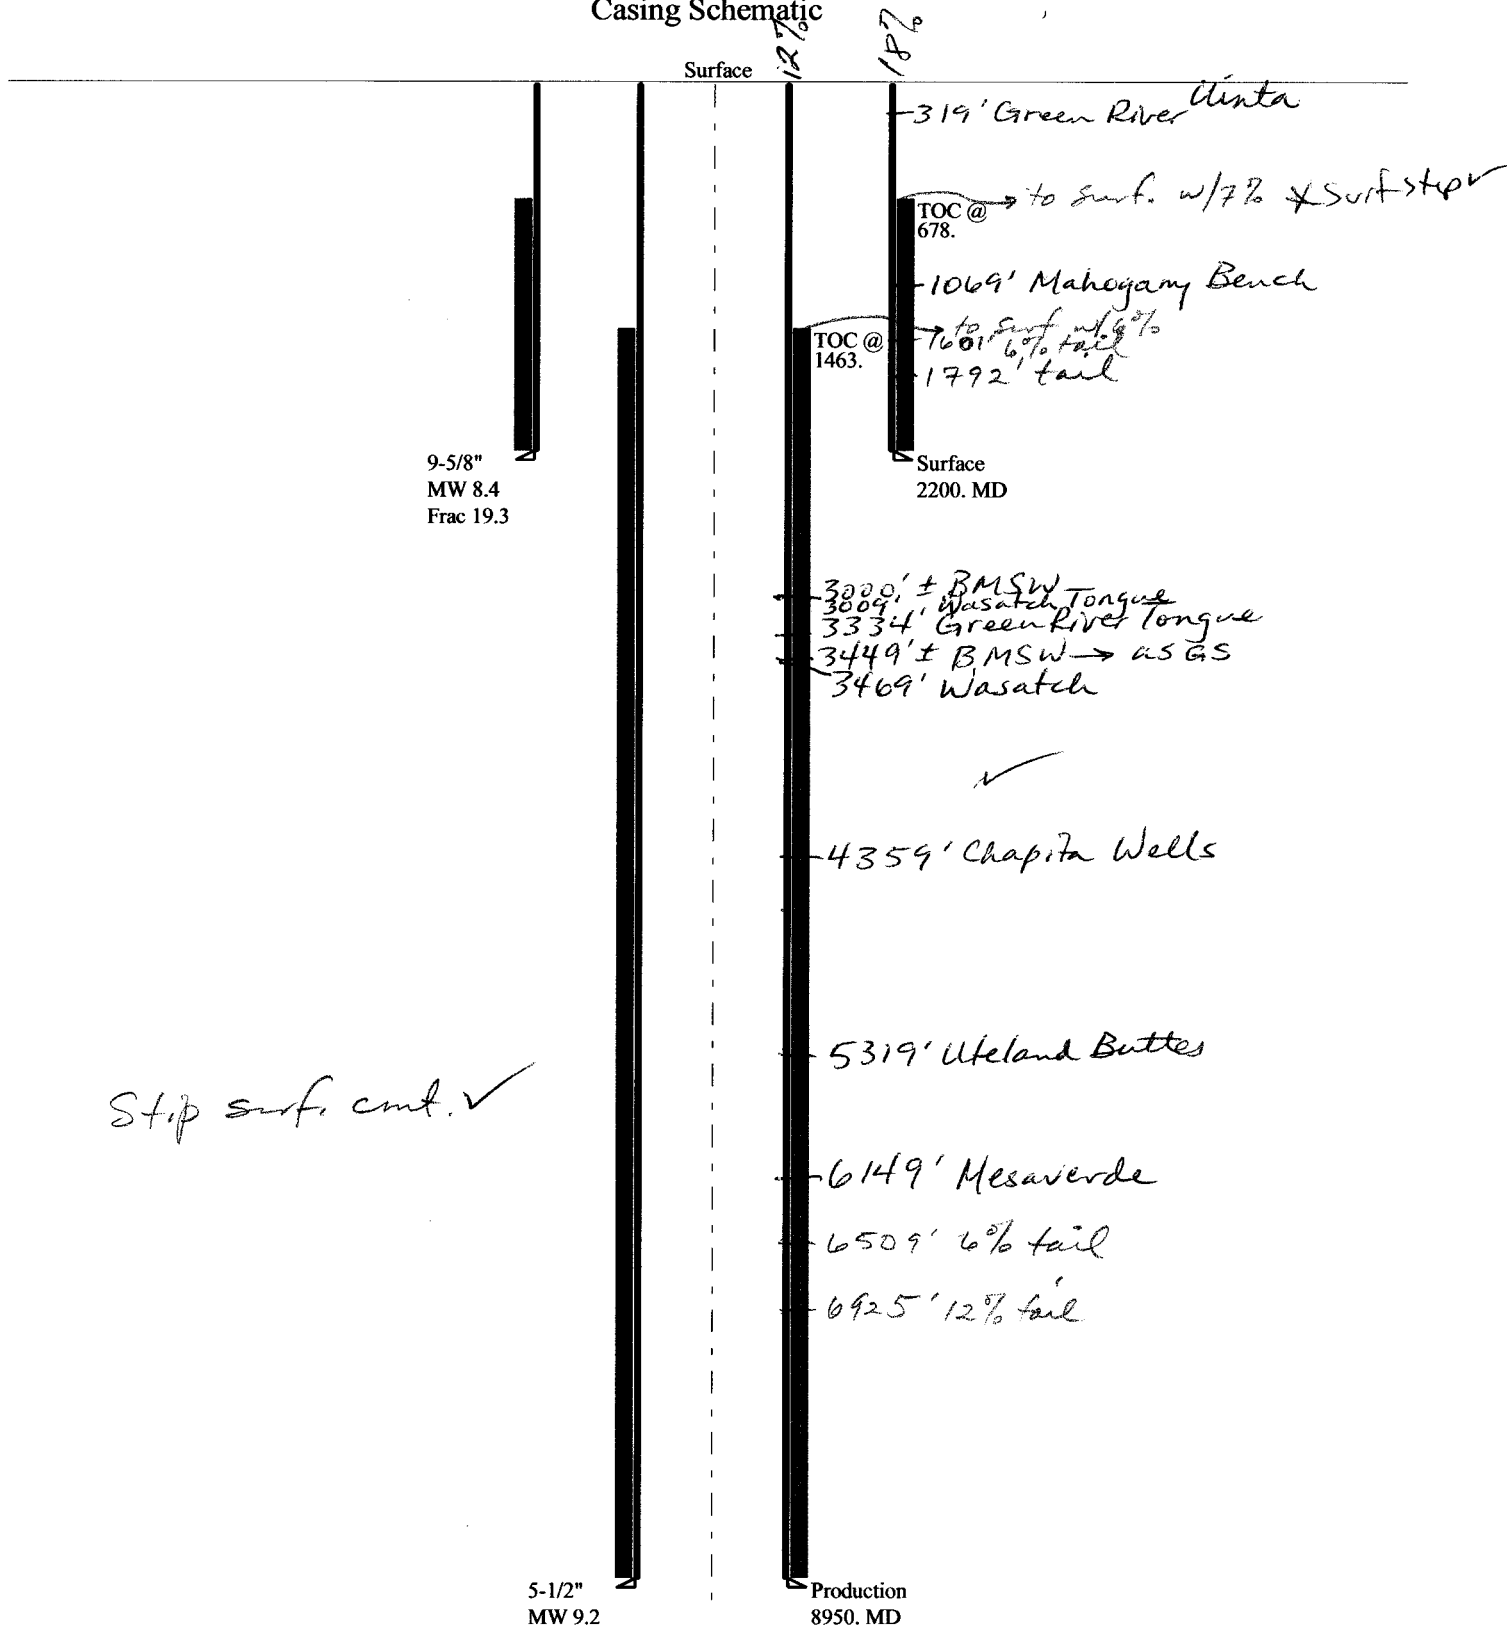 Casing Schematic
12%
18%
Surface
Uinta
319' Green River
to surf. w/7% * Surf stip ✓
TOC @
678.
1069' Mahogany Bench
to surf w/6%
TOC @
1463.
1601' 6% tail
1792' tail
9-5/8"
MW 8.4
Frac 19.3
Surface
2200. MD
3000' ± BMSW
3009' Wasatch Tongue
3334' Green River Tongue
3449' ± BMSW → as GS
3469' Wasatch
✓
4359' Chapita Wells
5319' Uteland Buttes
Stip surf. cmt. ✓
6149' Mesaverde
6509' 6% tail
6925' 12% tail
5-1/2"
MW 9.2
Production
8950. MD